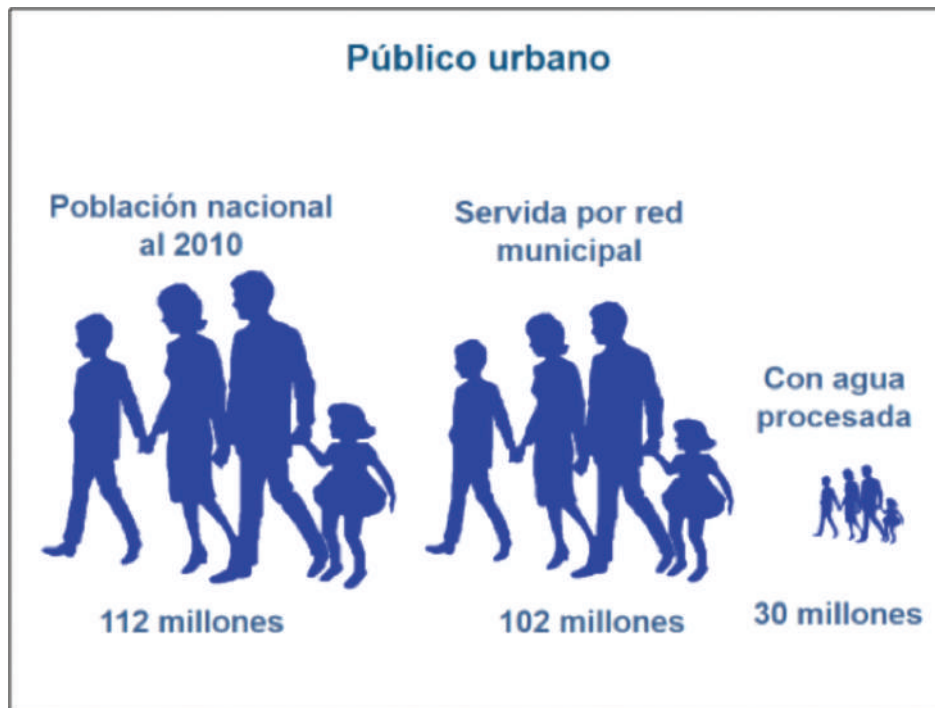 Público urbano
Población nacional
al 2010
Servida por red
municipal
Con agua
procesada
112 millones
102 millones
30 millones